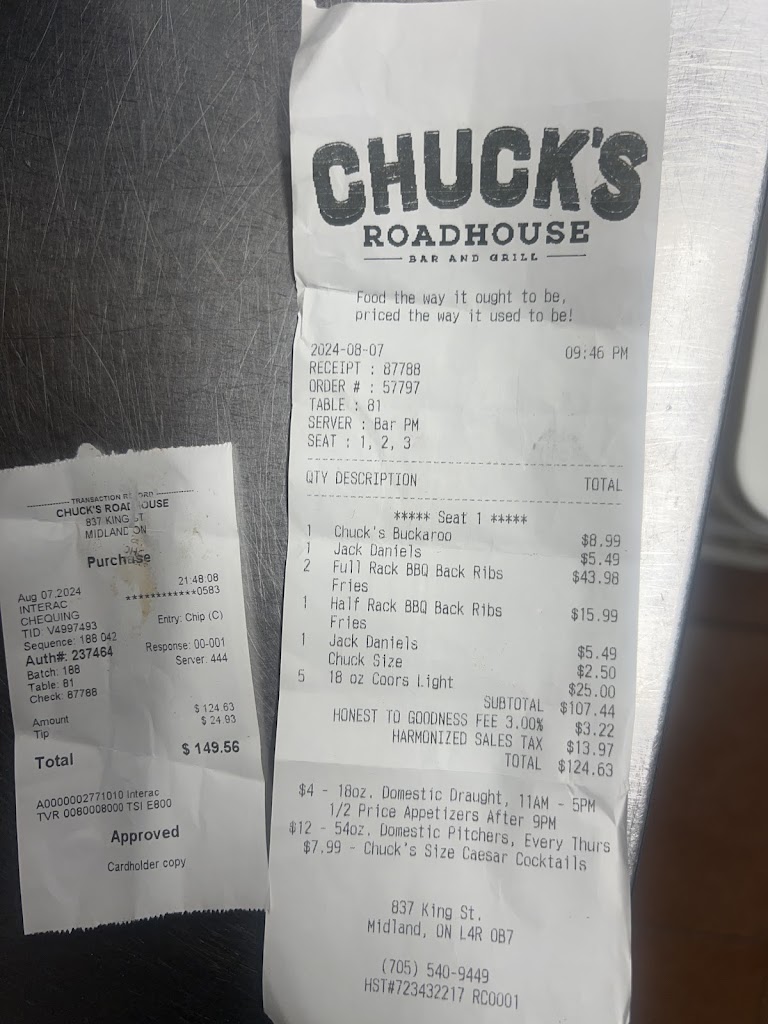 CHUCK'S
ROADHOUSE
BAR AND GRILL
Food the way it ought to be,
priced the way it used to be!
2024-08-07 09:46 PM
RECEIPT : 87788
ORDER # : 57797
TABLE : 81
SERVER : Bar PM
SEAT : 1, 2, 3
QTY DESCRIPTION TOTAL
***** Seat 1 *****
1 Chuck's Buckaroo $8.99
1 Jack Daniels $5.49
2 Full Rack BBQ Back Ribs $43.98
Fries
1 Half Rack BBQ Back Ribs $15.99
Fries
1 Jack Daniels $5.49
Chuck Size $2.50
5 18 oz Coors Light $25.00
SUBTOTAL $107.44
HONEST TO GOODNESS FEE 3.00% $3.22
HARMONIZED SALES TAX $13.97
TOTAL $124.63
$4 - 18oz. Domestic Draught, 11AM - 5PM
1/2 Price Appetizers After 9PM
$12 - 54oz. Domestic Pitchers, Every Thurs
$7.99 - Chuck's Size Caesar Cocktails
837 King St.
Midland, ON L4R 0B7
(705) 540-9449
HST#723432217 RC0001
TRANSACTION
CHUCK'S ROADHOUSE
837 KING ST
MIDLAND ON
Purchase
Aug 07,2024 21:48:08
INTERAC ************0583
CHEQUING
TID: V4997493 Entry: Chip (C)
Sequence: 188 042
Auth#: 237464 Response: 00-001
Batch: 188 Server: 444
Table: 81
Check: 87788
Amount $ 124.63
Tip $ 24.93
Total $ 149.56
A0000002771010 Interac
TVR 0080008000 TSI E800
Approved
Cardholder copy